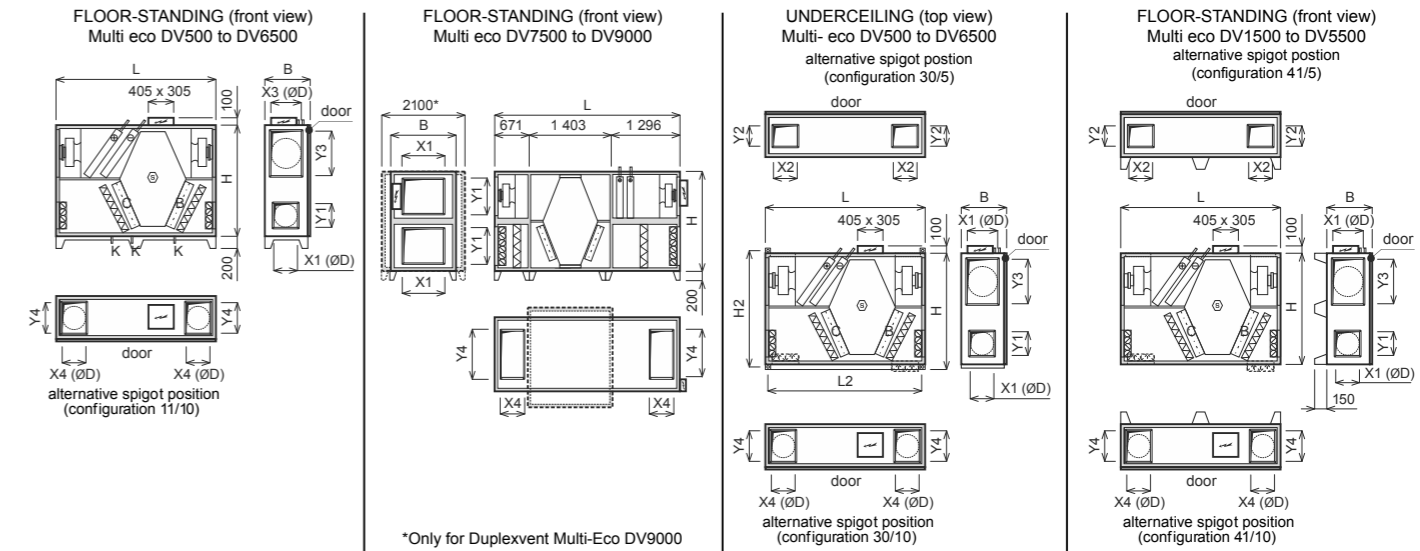 FLOOR-STANDING (front view)
Multi eco DV500 to DV6500
L
B
405 x 305
100
X3 (ØD)
door
Y3
H
S
C
B
Y1
K K K
200
X1 (ØD)
Y4
Y4
door
X4 (ØD)
X4 (ØD)
alternative spigot position
(configuration 11/10)
FLOOR-STANDING (front view)
Multi eco DV7500 to DV9000
2100*
L
B
671
1 403
1 296
X1
Y1
Y1
H
X1
200
Y4
Y4
X4
X4
*Only for Duplexvent Multi-Eco DV9000
UNDERCEILING (top view)
Multi- eco DV500 to DV6500
alternative spigot postion
(configuration 30/5)
door
Y2
Y2
X2
X2
L
B
405 x 305
100
X1 (ØD)
door
H2
S
C
B
H
Y3
Y1
L2
X1 (ØD)
Y4
Y4
door
X4 (ØD)
X4 (ØD)
alternative spigot position
(configuration 30/10)
FLOOR-STANDING (front view)
Multi eco DV1500 to DV5500
alternative spigot postion
(configuration 41/5)
door
Y2
Y2
X2
X2
L
B
405 x 305
100
X1 (ØD)
door
S
C
B
H
Y3
Y1
X1 (ØD)
150
Y4
Y4
door
X4 (ØD)
X4 (ØD)
alternative spigot position
(configuration 41/10)